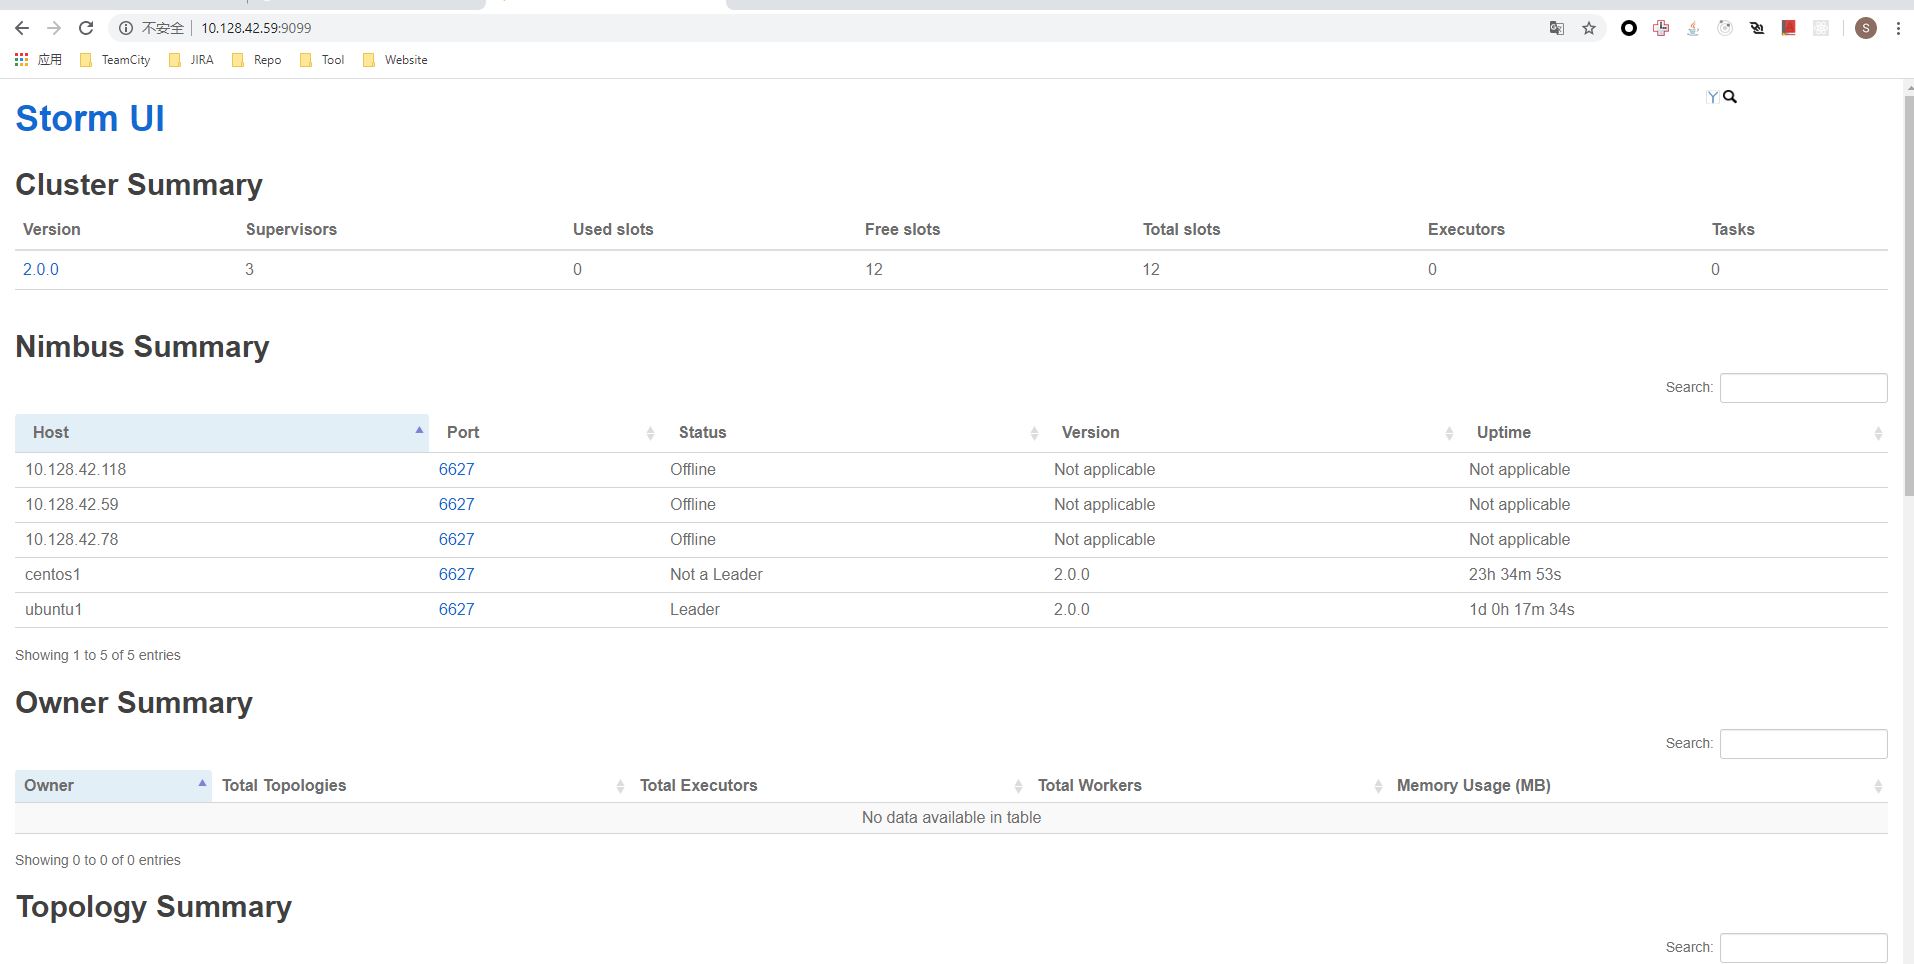 不安全 10.128.42.59:9099 S
应用 TeamCity JIRA Repo Tool Website
Storm UI
Cluster Summary
Version Supervisors Used slots Free slots Total slots Executors Tasks
2.0.0 3 0 12 12 0 0
Nimbus Summary
Search:
Host Port Status Version Uptime
10.128.42.118 6627 Offline Not applicable Not applicable
10.128.42.59 6627 Offline Not applicable Not applicable
10.128.42.78 6627 Offline Not applicable Not applicable
centos1 6627 Not a Leader 2.0.0 23h 34m 53s
ubuntu1 6627 Leader 2.0.0 1d 0h 17m 34s
Showing 1 to 5 of 5 entries
Owner Summary
Search:
Owner Total Topologies Total Executors Total Workers Memory Usage (MB)
No data available in table
Showing 0 to 0 of 0 entries
Topology Summary
Search: